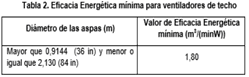 Tabla 2. Eficacia Energética mínima para ventiladores de techo
Diámetro de las aspas (m)
Valor de Eficacia Energética
mínima (m³/(minW))
Mayor que 0,9144 (36 in) y menor o
igual que 2,130 (84 in)
1,80